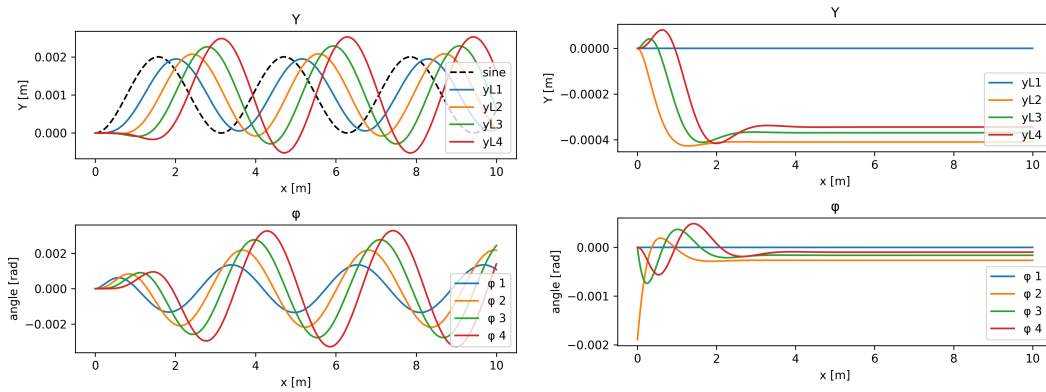 Y
Y [m]
0.002
0.001
0.000
sine
yL1
yL2
yL3
yL4
0 2 4 6 8 10
x [m]
φ
angle [rad]
0.002
0.000
−0.002
φ 1
φ 2
φ 3
φ 4
0 2 4 6 8 10
x [m]
Y
Y [m]
0.0000
−0.0002
−0.0004
yL1
yL2
yL3
yL4
0 2 4 6 8 10
x [m]
φ
angle [rad]
0.000
−0.001
−0.002
φ 1
φ 2
φ 3
φ 4
0 2 4 6 8 10
x [m]